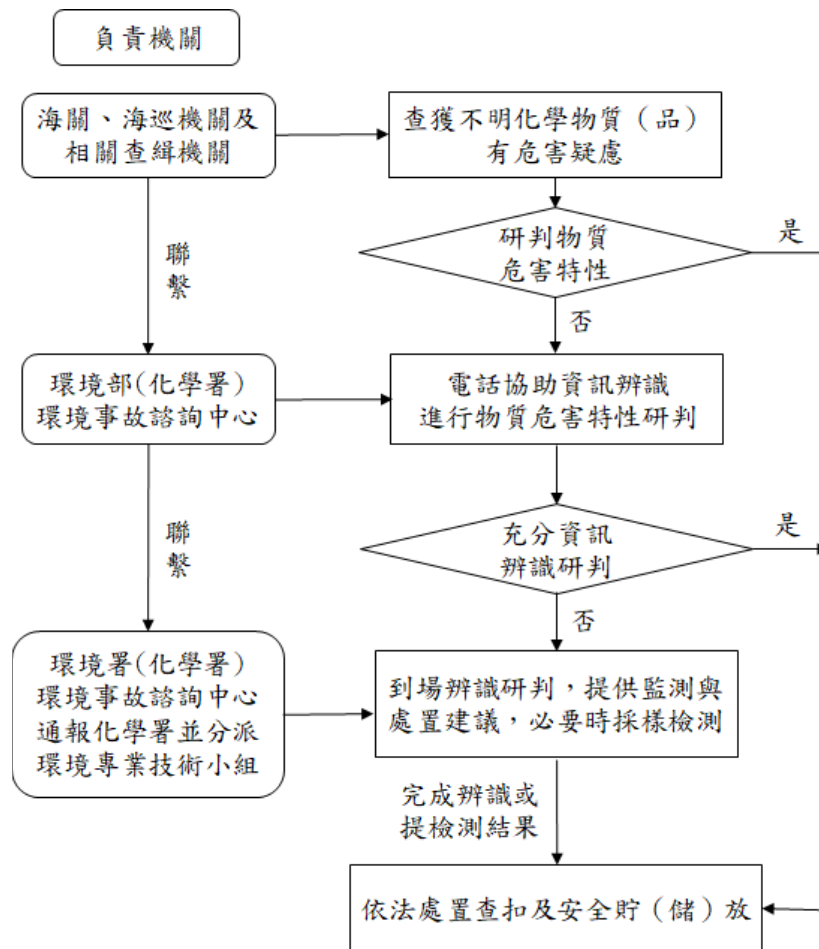 負責機關
海關、海巡機關及
相關查緝機關
查獲不明化學物質（品）
有危害疑慮
研判物質
危害特性
是
聯
繫
否
環境部(化學署)
環境事故諮詢中心
電話協助資訊辨識
進行物質危害特性研判
聯
繫
充分資訊
辨識研判
是
否
環境署(化學署)
環境事故諮詢中心
通報化學署並分派
環境專業技術小組
到場辨識研判，提供監測與
處置建議，必要時採樣檢測
完成辨識或
提檢測結果
依法處置查扣及安全貯（儲）放